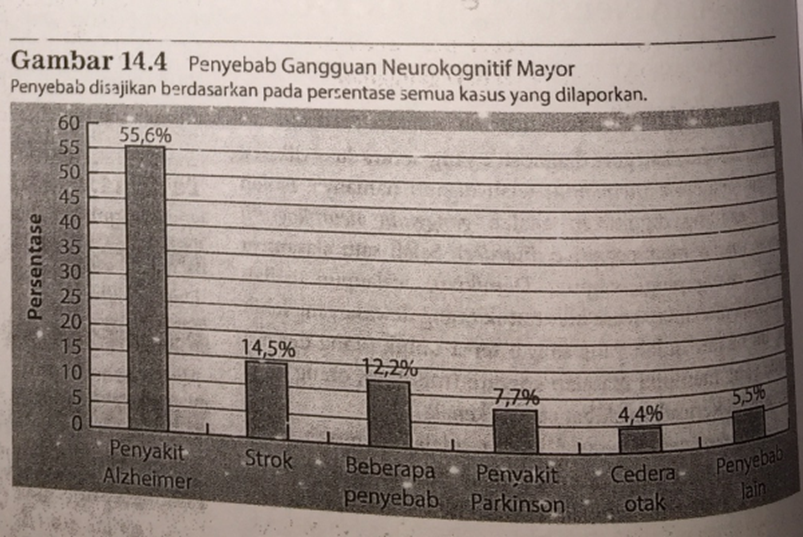 Gambar 14.4 Penyebab Gangguan Neurokognitif Mayor
Penyebab disajikan berdasarkan pada persentase semua kasus yang dilaporkan.
Persentase
60
55
50
45
40
35
30
25
20
15
10
5
0
55,6%
14,5%
12,2%
7,7%
4,4%
5,5%
Penyakit
Alzheimer
Strok
Beberapa
penyebab
Penyakit
Parkinson
Cedera
otak
Penyebab
lain